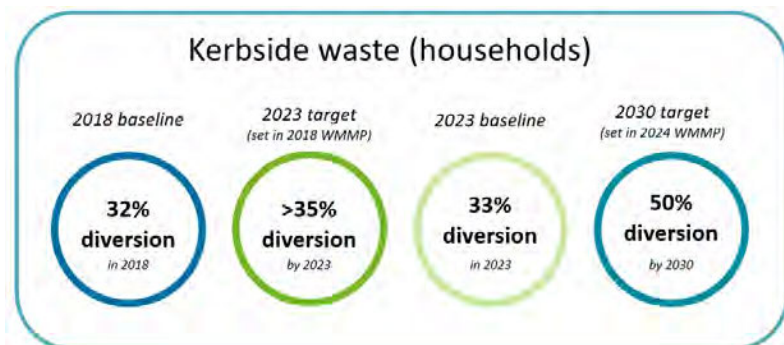 Kerbside waste (households)
2018 baseline
32%
diversion
in 2018
2023 target
(set in 2018 WMMP)
>35%
diversion
by 2023
2023 baseline
33%
diversion
in 2023
2030 target
(set in 2024 WMMP)
50%
diversion
by 2030